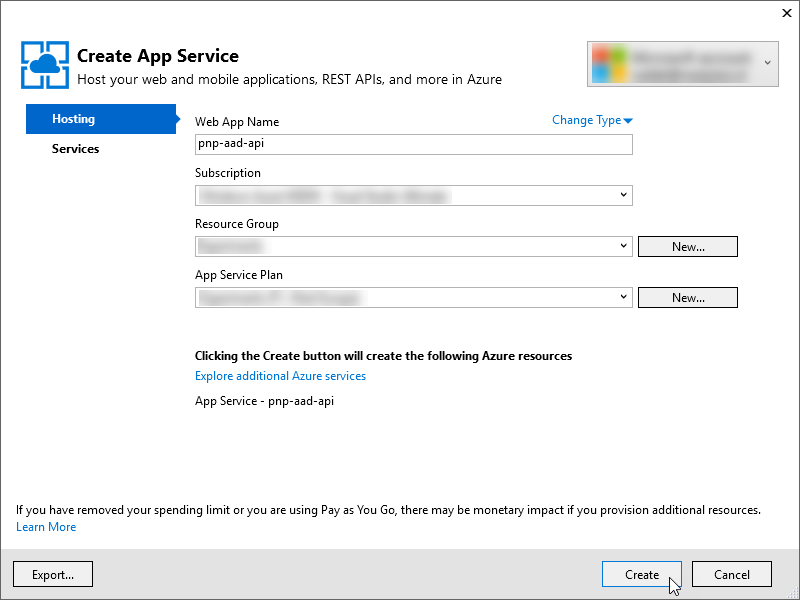 Create App Service
Host your web and mobile applications, REST APIs, and more in Azure
Hosting
Services
Web App Name
Change Type
pnp-aad-api
Subscription
Resource Group
New...
App Service Plan
New...
Clicking the Create button will create the following Azure resources
Explore additional Azure services
App Service - pnp-aad-api
If you have removed your spending limit or you are using Pay as You Go, there may be monetary impact if you provision additional resources.
Learn More
Export...
Create
Cancel